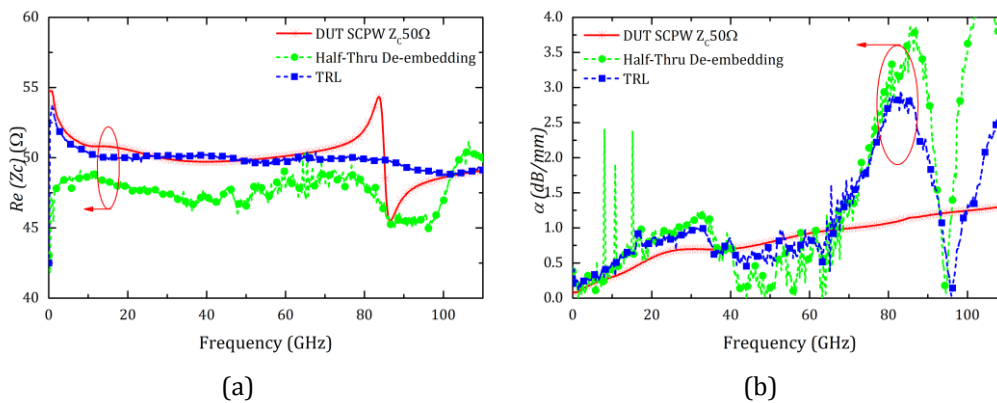 60
55
50
45
40
Re (Zc) (Ω)
DUT SCPW Z_C50Ω
Half-Thru De-embedding
TRL
0 20 40 60 80 100
Frequency (GHz)
(a)
4.0
3.5
3.0
2.5
2.0
1.5
1.0
0.5
0.0
α (dB/mm)
DUT SCPW Z_C50Ω
Half-Thru De-embedding
TRL
0 20 40 60 80 100
Frequency (GHz)
(b)